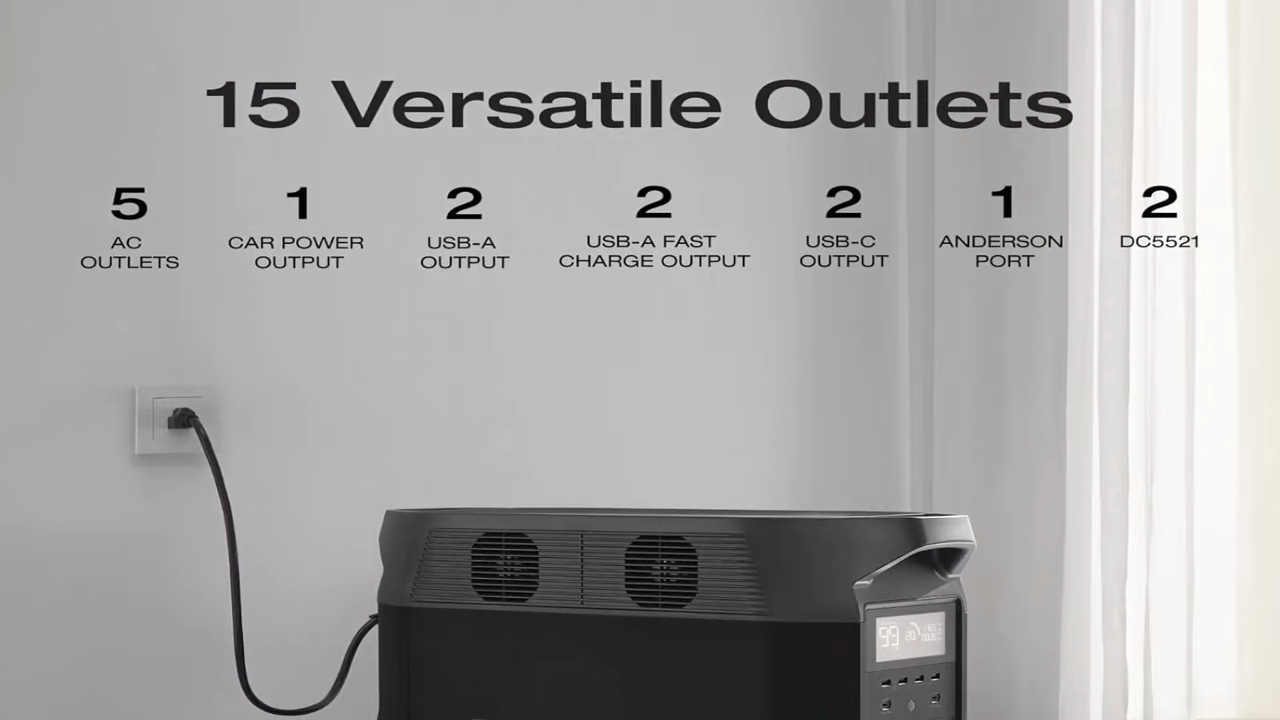 15 Versatile Outlets
5
AC
OUTLETS
1
CAR POWER
OUTPUT
2
USB-A
OUTPUT
2
USB-A FAST
CHARGE OUTPUT
2
USB-C
OUTPUT
1
ANDERSON
PORT
2
DC5521
99